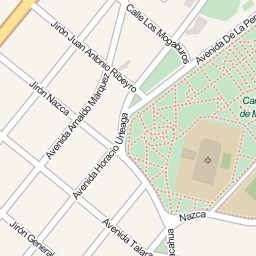 Calle Los Mogaburos
Jirón Juan Antonio Ribeyro
Avenida De La Pe
Jirón Nazca
Avenida Arnaldo Márquez
Avenida Horacio Urteaga
Nazca
Avenida Talara
Jirón General
acahua